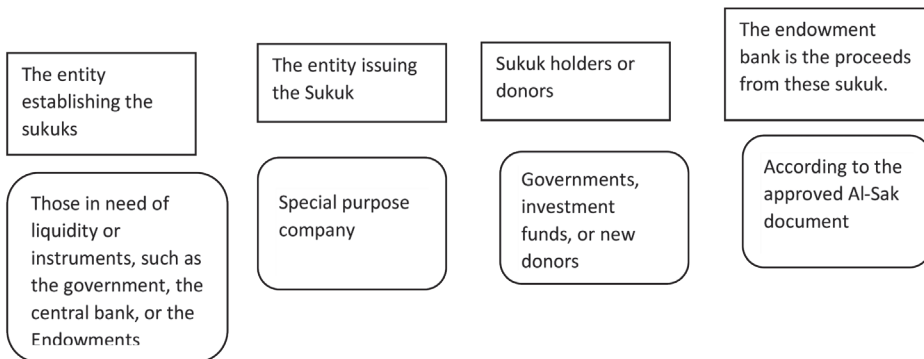 The entity
establishing the
sukuks
The entity issuing
the Sukuk
Sukuk holders or
donors
The endowment
bank is the proceeds
from these sukuk.
Those in need of
liquidity or
instruments, such as
the government, the
central bank, or the
Endowments
Special purpose
company
Governments,
investment
funds, or new
donors
According to the
approved Al-Sak
document